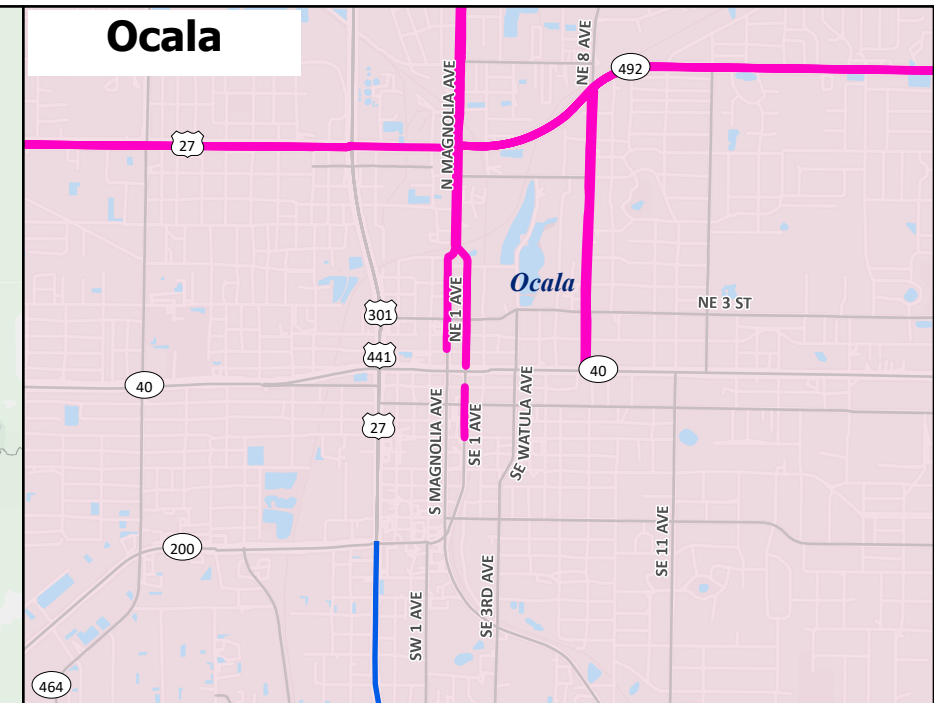 Ocala
NE 8 AVE
492
N MAGNOLIA AVE
27
Ocala
NE 1 AVE
NE 3 ST
301
441
40
40
27
S MAGNOLIA AVE
SE 1 AVE
SE WATULA AVE
SE 11 AVE
200
SW 1 AVE
SE 3RD AVE
464